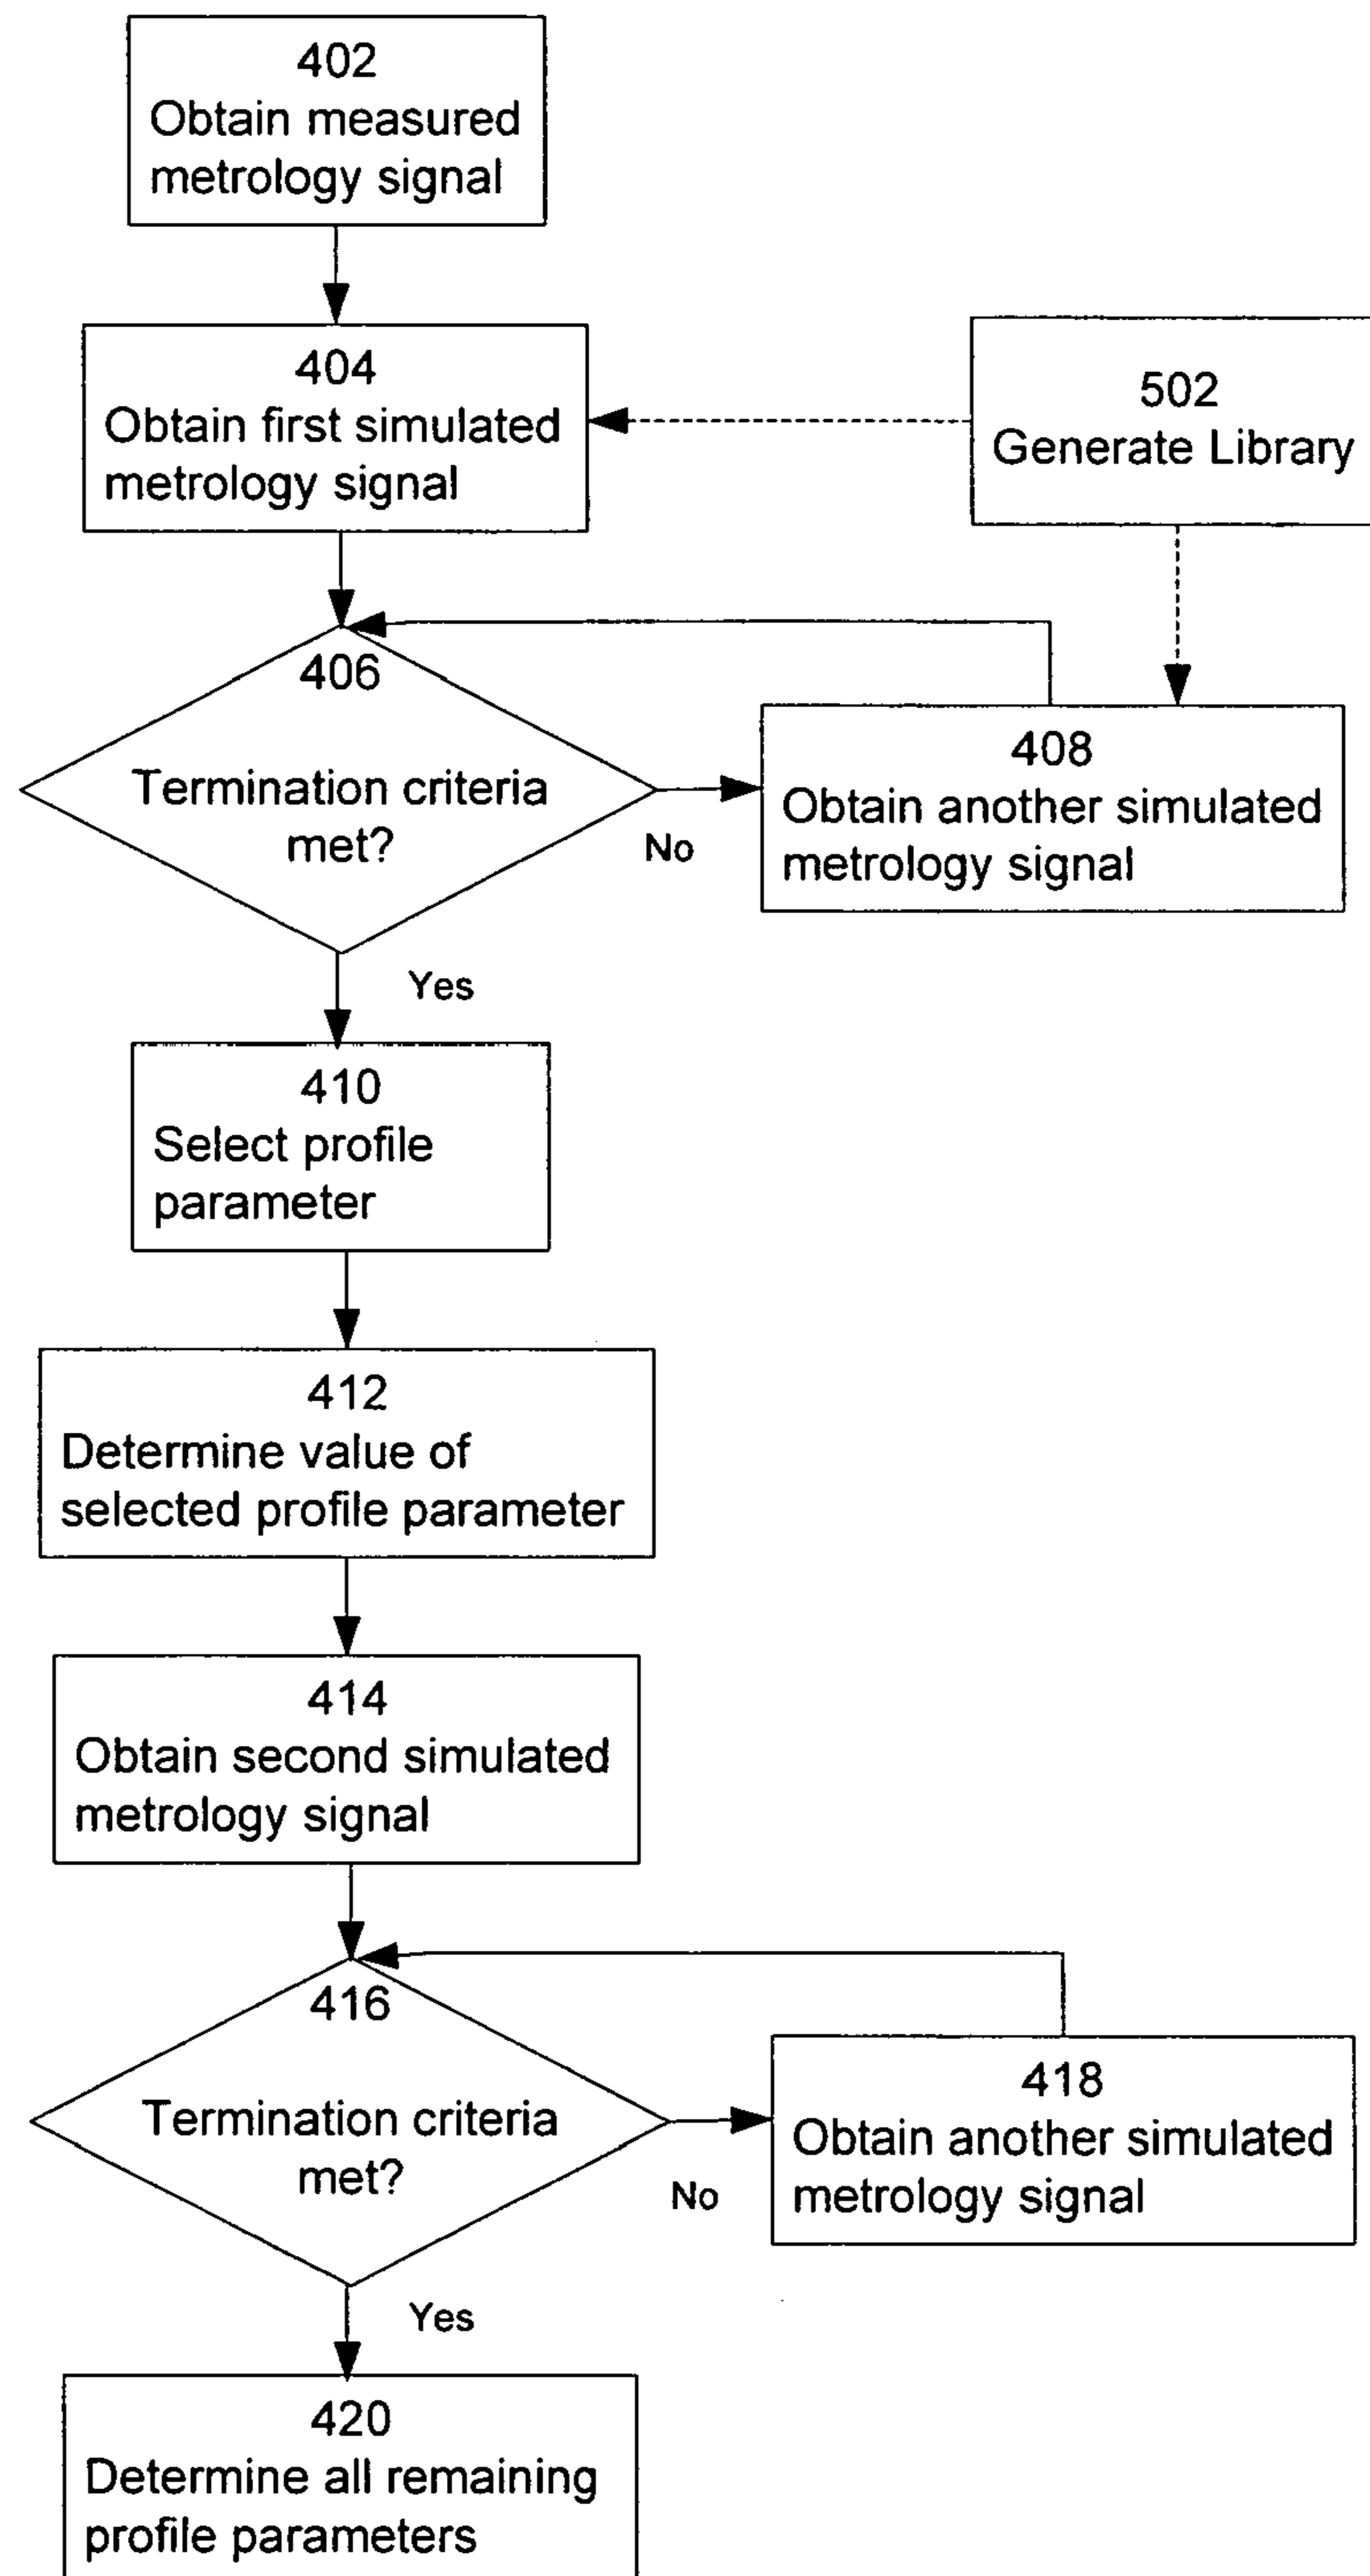 402
Obtain measured
metrology signal
404
Obtain first simulated
metrology signal
502
Generate Library
406
Termination criteria
met?
No
408
Obtain another simulated
metrology signal
Yes
410
Select profile
parameter
412
Determine value of
selected profile parameter
414
Obtain second simulated
metrology signal
416
Termination criteria
met?
No
418
Obtain another simulated
metrology signal
Yes
420
Determine all remaining
profile parameters